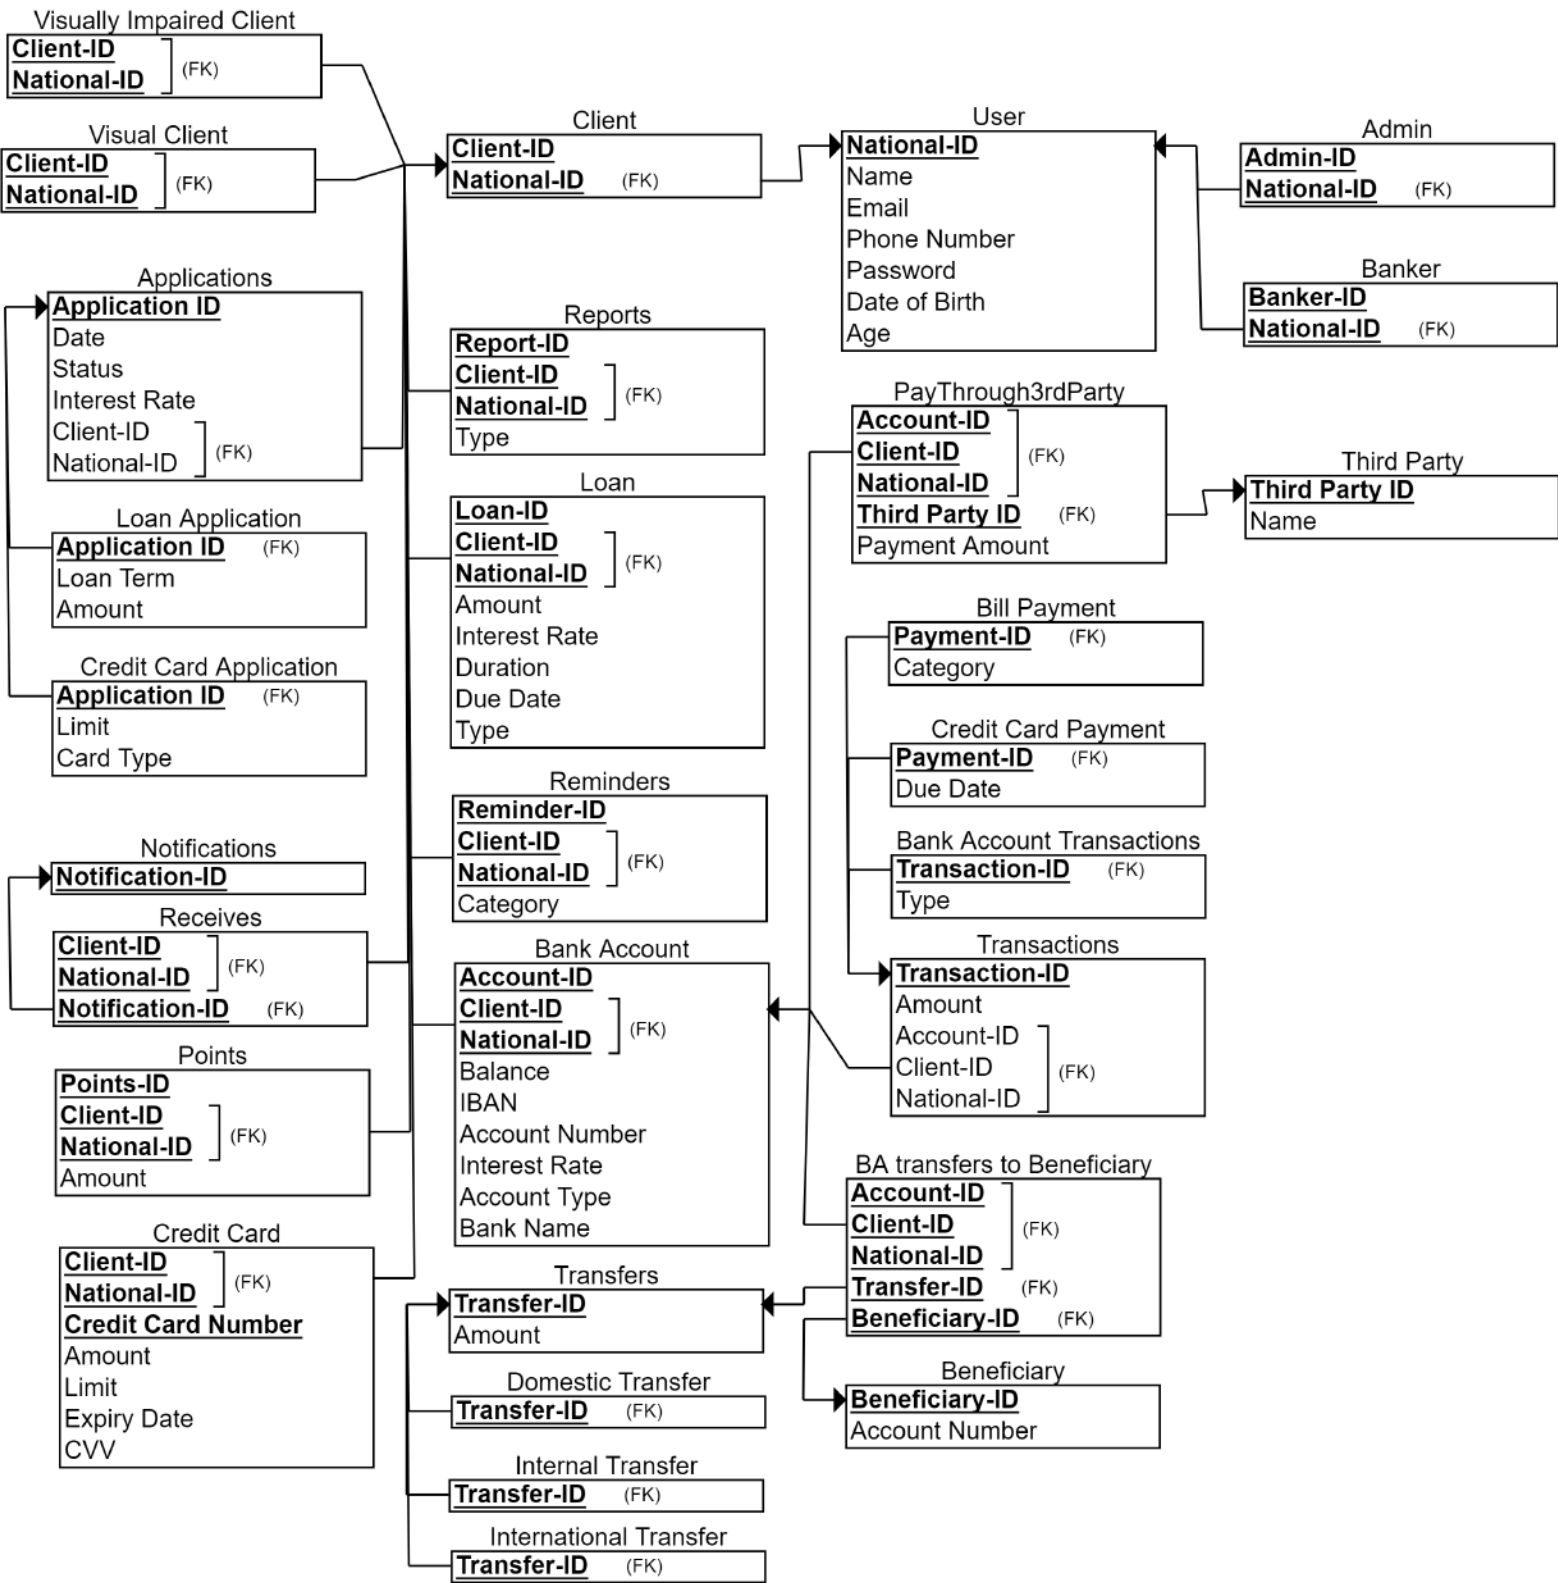 Visually Impaired Client
Client-ID
National-ID
(FK)
Visual Client
Client-ID
National-ID
(FK)
Applications
Application ID
Date
Status
Interest Rate
Client-ID
National-ID
(FK)
Loan Application
Application ID (FK)
Loan Term
Amount
Credit Card Application
Application ID (FK)
Limit
Card Type
Notifications
Notification-ID
Receives
Client-ID
National-ID
(FK)
Notification-ID (FK)
Points
Points-ID
Client-ID
National-ID
(FK)
Amount
Credit Card
Client-ID
National-ID
(FK)
Credit Card Number
Amount
Limit
Expiry Date
CVV
Client
Client-ID
National-ID (FK)
Reports
Report-ID
Client-ID
National-ID
(FK)
Type
Loan
Loan-ID
Client-ID
National-ID
(FK)
Amount
Interest Rate
Duration
Due Date
Type
Reminders
Reminder-ID
Client-ID
National-ID
(FK)
Category
Bank Account
Account-ID
Client-ID
National-ID
(FK)
Balance
IBAN
Account Number
Interest Rate
Account Type
Bank Name
Transfers
Transfer-ID
Amount
Domestic Transfer
Transfer-ID (FK)
Internal Transfer
Transfer-ID (FK)
International Transfer
Transfer-ID (FK)
User
National-ID
Name
Email
Phone Number
Password
Date of Birth
Age
PayThrough3rdParty
Account-ID
Client-ID
National-ID
(FK)
Third Party ID (FK)
Payment Amount
Bill Payment
Payment-ID (FK)
Category
Credit Card Payment
Payment-ID (FK)
Due Date
Bank Account Transactions
Transaction-ID (FK)
Type
Transactions
Transaction-ID
Amount
Account-ID
Client-ID
National-ID
(FK)
BA transfers to Beneficiary
Account-ID
Client-ID
National-ID
(FK)
Transfer-ID (FK)
Beneficiary-ID (FK)
Beneficiary
Beneficiary-ID
Account Number
Admin
Admin-ID
National-ID (FK)
Banker
Banker-ID
National-ID (FK)
Third Party
Third Party ID
Name